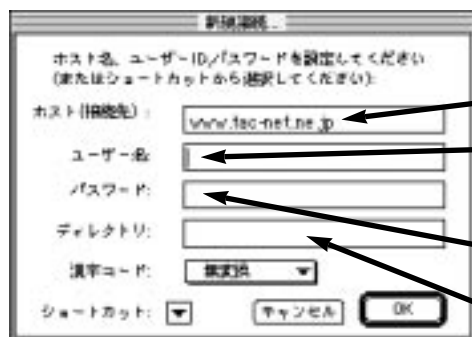 新規接続...
ホスト名、ユーザーID/パスワードを設定してください
(またはショートカットから選択してください):
ホスト(接続先):
www.tac-net.ne.jp
ユーザー名:
パスワード:
ディレクトリ:
漢字コード: 無変換
ショートカット: キャンセル OK